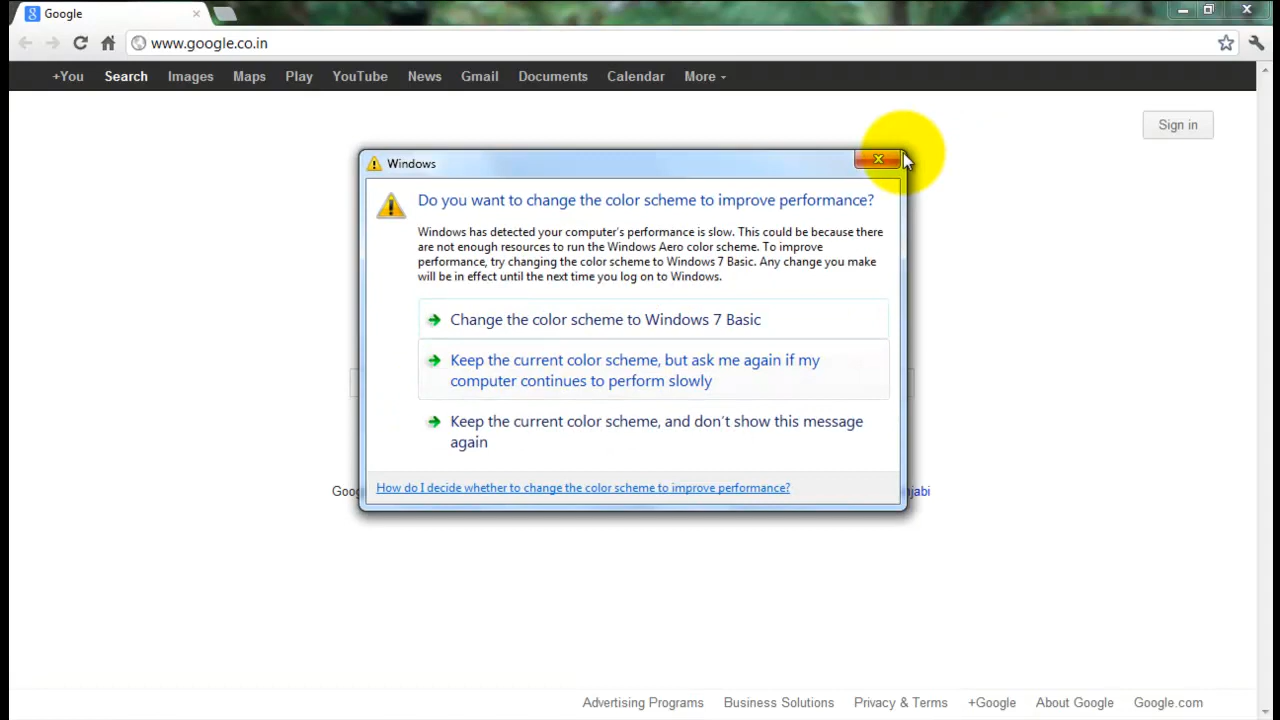 Google
www.google.co.in
+You Search Images Maps Play YouTube News Gmail Documents Calendar More
Sign in
Windows
Do you want to change the color scheme to improve performance?
Windows has detected your computer's performance is slow. This could be because there
are not enough resources to run the Windows Aero color scheme. To improve
performance, try changing the color scheme to Windows 7 Basic. Any change you make
will be in effect until the next time you log on to Windows.
Change the color scheme to Windows 7 Basic
Keep the current color scheme, but ask me again if my
computer continues to perform slowly
Keep the current color scheme, and don't show this message
again
How do I decide whether to change the color scheme to improve performance?
Advertising Programs Business Solutions Privacy & Terms +Google About Google Google.com